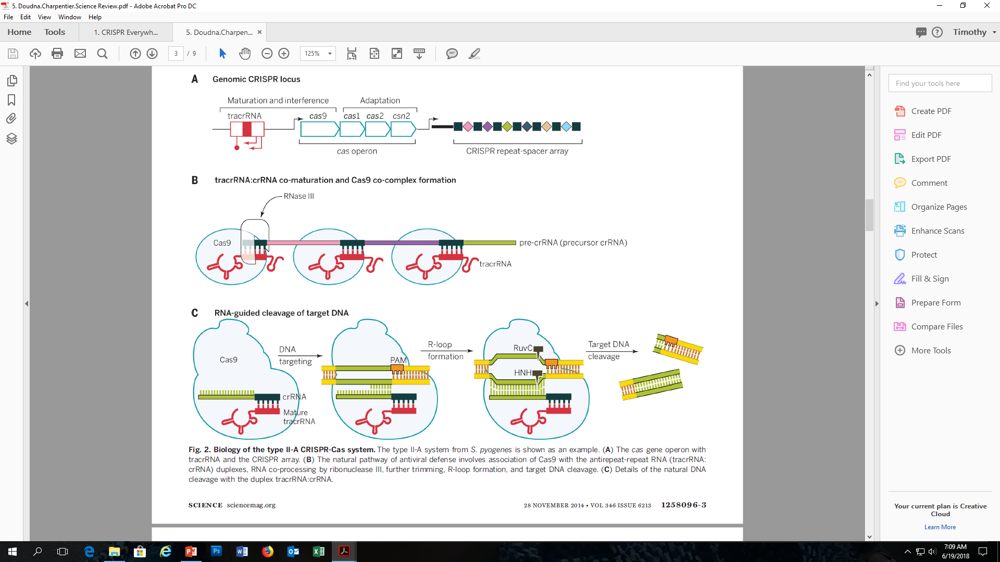 5. Doudna.Charpentier.Science Review.pdf - Adobe Acrobat Pro DC
File Edit View Window Help
Home Tools 1. CRISPR Everywh... 5. Doudna.Charpen... × Timothy
3 / 9 125%
A Genomic CRISPR locus
Maturation and interference Adaptation
tracrRNA cas9 cas1 cas2 csn2
cas operon CRISPR repeat-spacer array
B tracrRNA:crRNA co-maturation and Cas9 co-complex formation
RNase III
Cas9 pre-crRNA (precursor crRNA)
tracrRNA
C RNA-guided cleavage of target DNA
Cas9
DNA
targeting
PAM
R-loop
formation
RuvC
HNH
Target DNA
cleavage
crRNA
Mature
tracrRNA
Fig. 2. Biology of the type II-A CRISPR-Cas system. The type II-A system from S. pyogenes is shown as an example. (A) The cas gene operon with
tracrRNA and the CRISPR array. (B) The natural pathway of antiviral defense involves association of Cas9 with the antirepeat-repeat RNA (tracrRNA:
crRNA) duplexes, RNA co-processing by ribonuclease III, further trimming, R-loop formation, and target DNA cleavage. (C) Details of the natural DNA
cleavage with the duplex tracrRNA:crRNA.
SCIENCE sciencemag.org 28 NOVEMBER 2014 • VOL 346 ISSUE 6213 1258096-3
Find your tools here
Create PDF
Edit PDF
Export PDF
Comment
Organize Pages
Enhance Scans
Protect
Fill & Sign
Prepare Form
Compare Files
More Tools
Your current plan is Creative
Cloud
Learn More
7:09 AM
6/19/2018